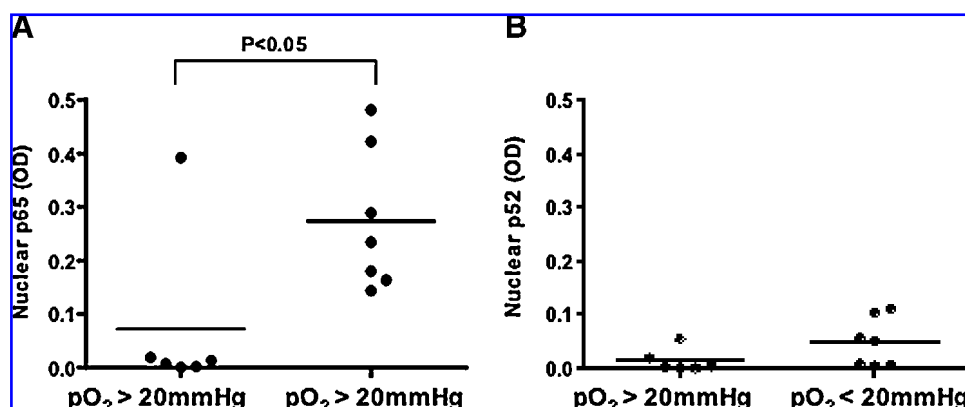 A
P<0.05
Nuclear p65 (OD)
0.5
0.4
0.3
0.2
0.1
0.0
pO₂ > 20mmHg pO₂ > 20mmHg
B
Nuclear p52 (OD)
0.5
0.4
0.3
0.2
0.1
0.0
pO₂ > 20mmHg pO₂ < 20mmHg